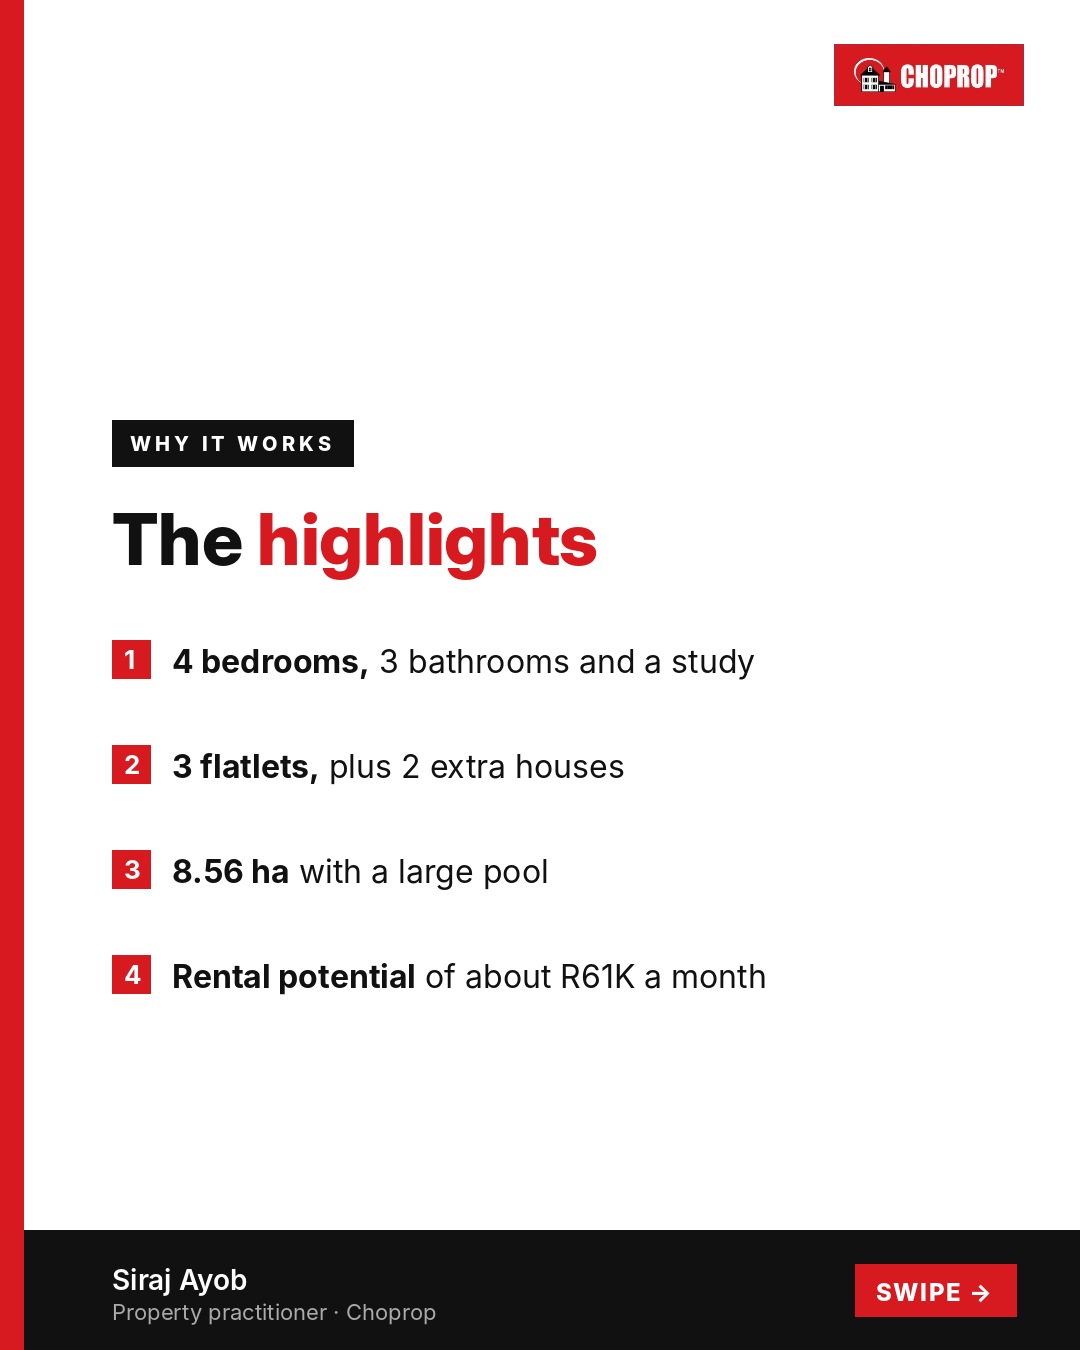 CHOPROP™
WHY IT WORKS
The highlights
1 4 bedrooms, 3 bathrooms and a study
2 3 flatlets, plus 2 extra houses
3 8.56 ha with a large pool
4 Rental potential of about R61K a month
Siraj Ayob
Property practitioner · Choprop
SWIPE →